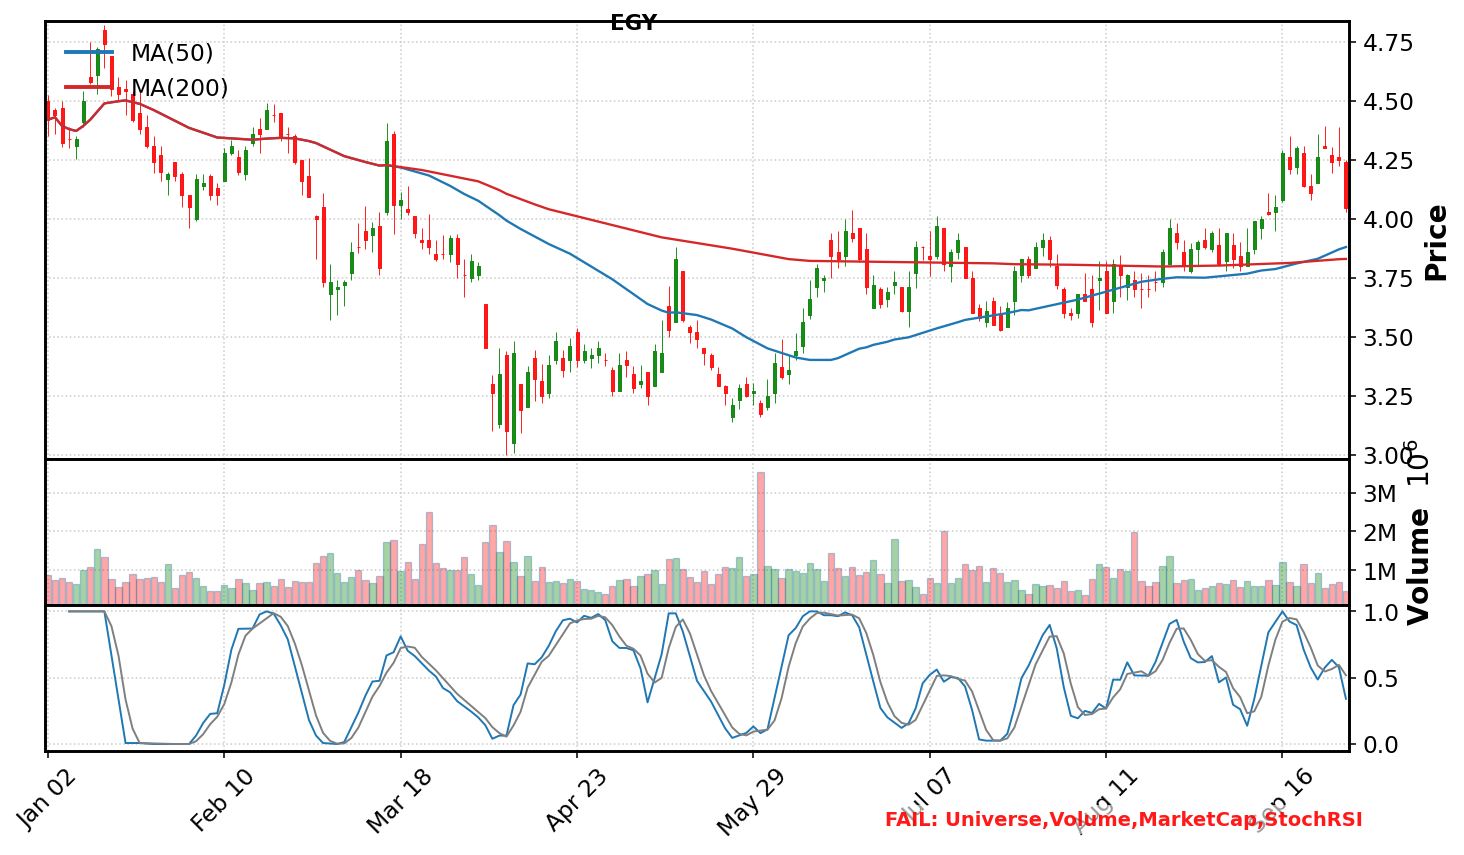 EGY
MA(50)
MA(200)
4.75
4.50
4.25
4.00
3.75
3.50
3.25
3.00
Price
10^6
3M
2M
1M
Volume
1.0
0.5
0.0
Jan 02
Feb 10
Mar 18
Apr 23
May 29
Jul 07
Aug 11
Sep 16
FAIL: Universe,Volume,MarketCap,StochRSI